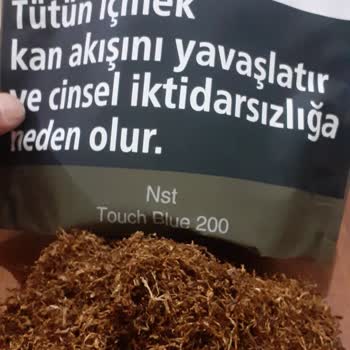 Tütün içmek
kan akışını yavaşlatır
ve cinsel iktidarsızlığa
neden olur.
Nst
Touch Blue 200